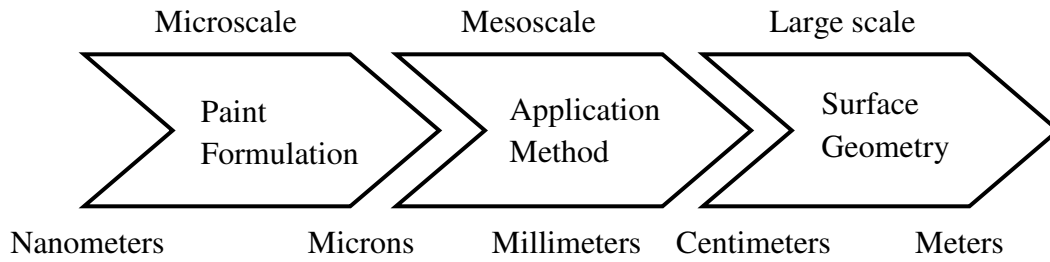 Microscale Mesoscale Large scale
Paint
Formulation
Application
Method
Surface
Geometry
Nanometers Microns Millimeters Centimeters Meters